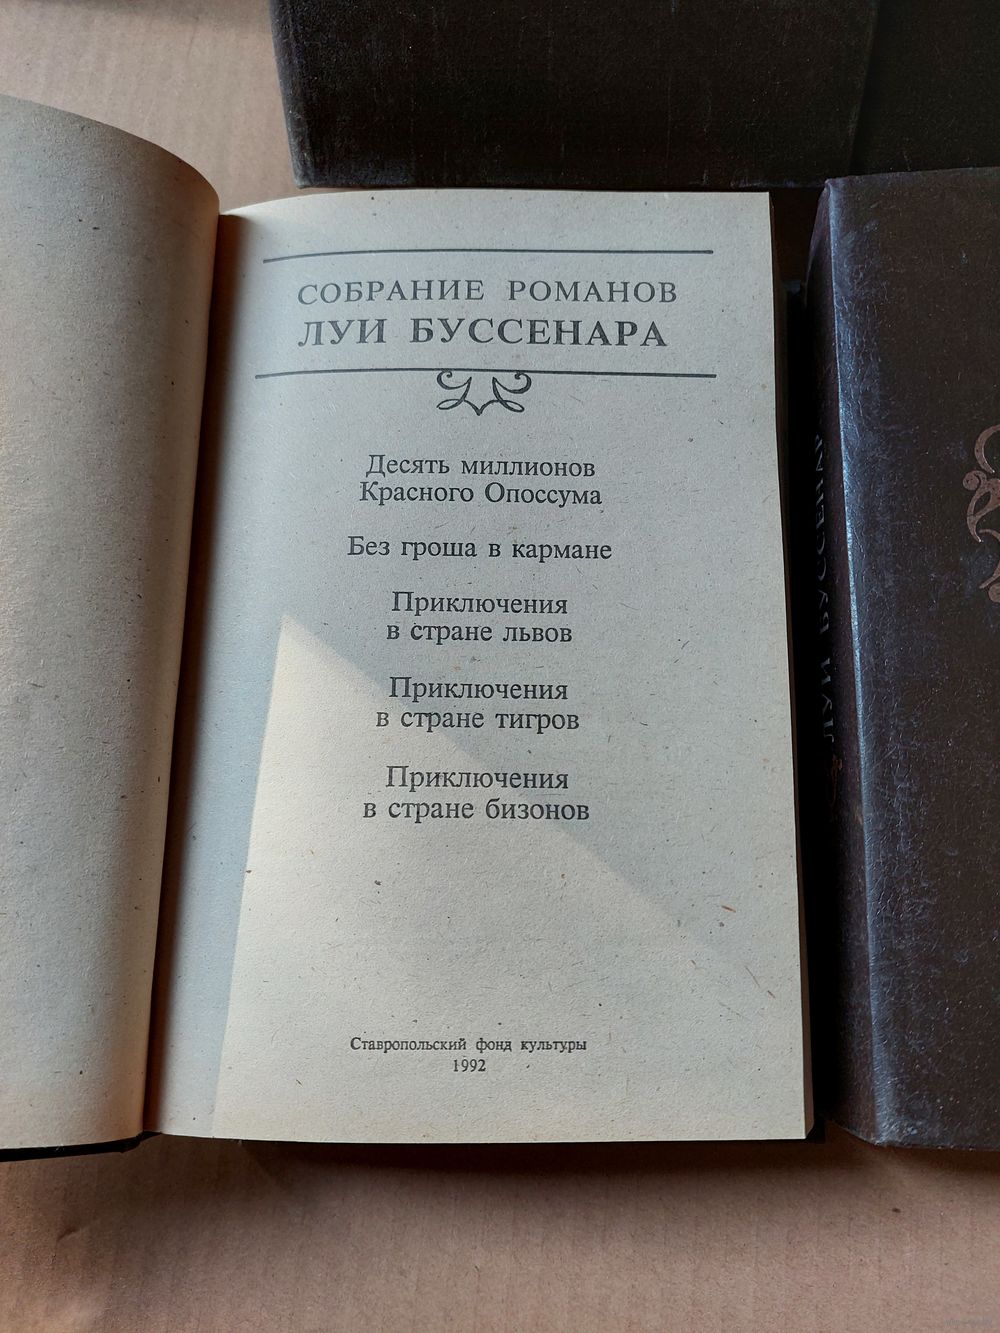 СОБРАНИЕ РОМАНОВ
ЛУИ БУССЕНАРА
Десять миллионов
Красного Опоссума
Без гроша в кармане
Приключения
в стране львов
Приключения
в стране тигров
Приключения
в стране бизонов
Ставропольский фонд культуры
1992
ЛУИ БУССЕНАР